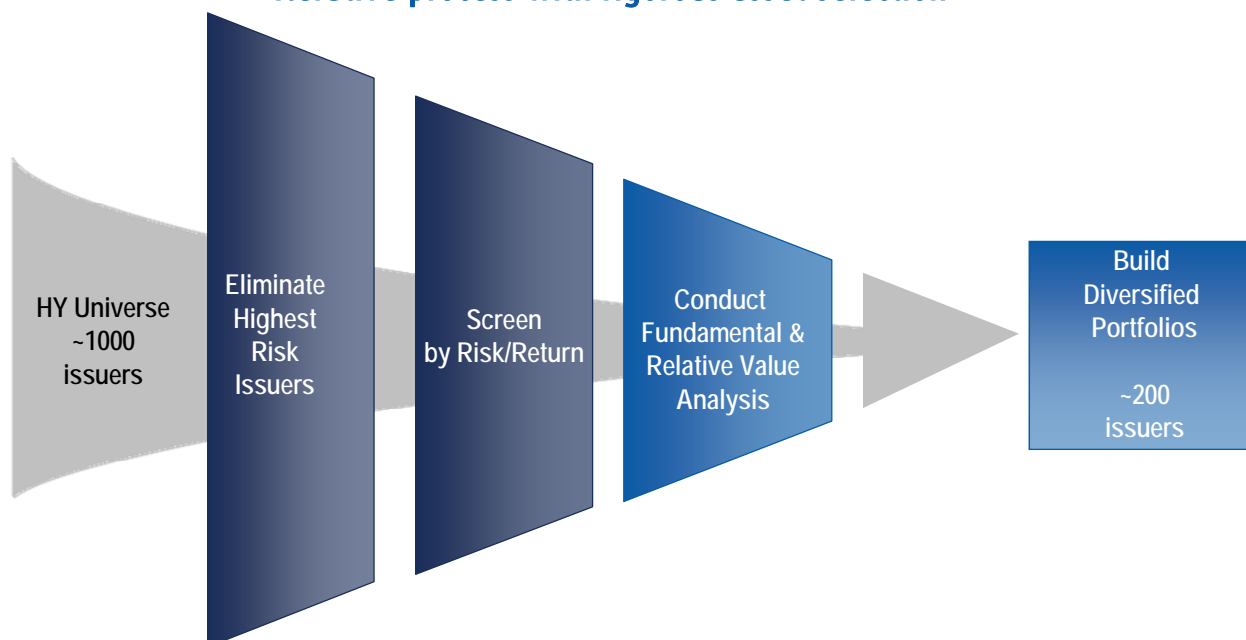 HY Universe
~1000
issuers
Eliminate
Highest
Risk
Issuers
Screen
by Risk/Return
Conduct
Fundamental &
Relative Value
Analysis
Build
Diversified
Portfolios
~200
issuers